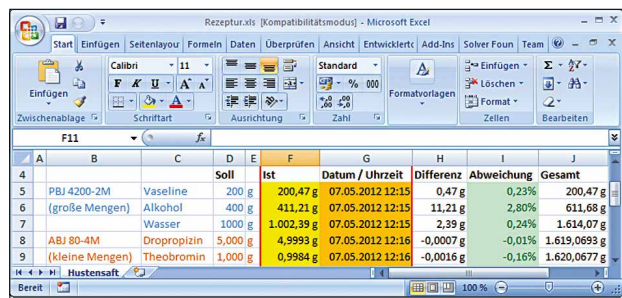 Rezeptur.xls [Kompatibilitätsmodus] - Microsoft Excel
Start Einfügen Seitenlayout Formeln Daten Überprüfen Ansicht Entwicklertc Add-Ins Solver Foun Team
Einfügen
Zwischenablage
Calibri 11
F K U A A
A
Schriftart
Ausrichtung
Standard
% 000
,00 ,00
Zahl
Formatvorlagen
Einfügen
Löschen
Format
Zellen
Σ
Bearbeiten
F11 fx
A B C D E F G H I J
4 Soll Ist Datum / Uhrzeit Differenz Abweichung Gesamt
5 PBJ 4200-2M Vaseline 200 g 200,47 g 07.05.2012 12:15 0,47 g 0,23% 200,47 g
6 (große Mengen) Alkohol 400 g 411,21 g 07.05.2012 12:15 11,21 g 2,80% 611,68 g
7 Wasser 1000 g 1.002,39 g 07.05.2012 12:15 2,39 g 0,24% 1.614,07 g
8 ABJ 80-4M Dropropizin 5,000 g 4,9993 g 07.05.2012 12:16 -0,0007 g -0,01% 1.619,0693 g
9 (kleine Mengen) Theobromin 1,000 g 0,9984 g 07.05.2012 12:16 -0,0016 g -0,16% 1.620,0677 g
Hustensaft
Bereit 100 %